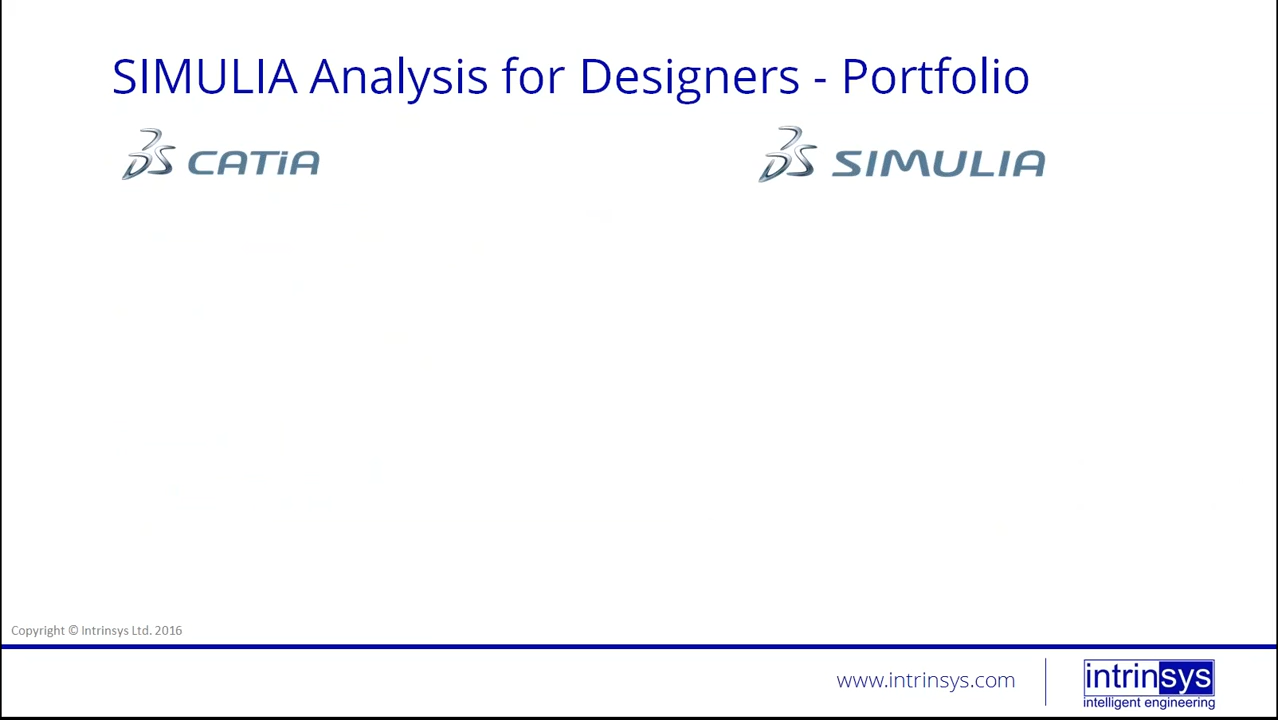 SIMULIA Analysis for Designers - Portfolio
CATIA
SIMULIA
Copyright © Intrinsys Ltd. 2016
www.intrinsys.com
intrinsys
intelligent engineering